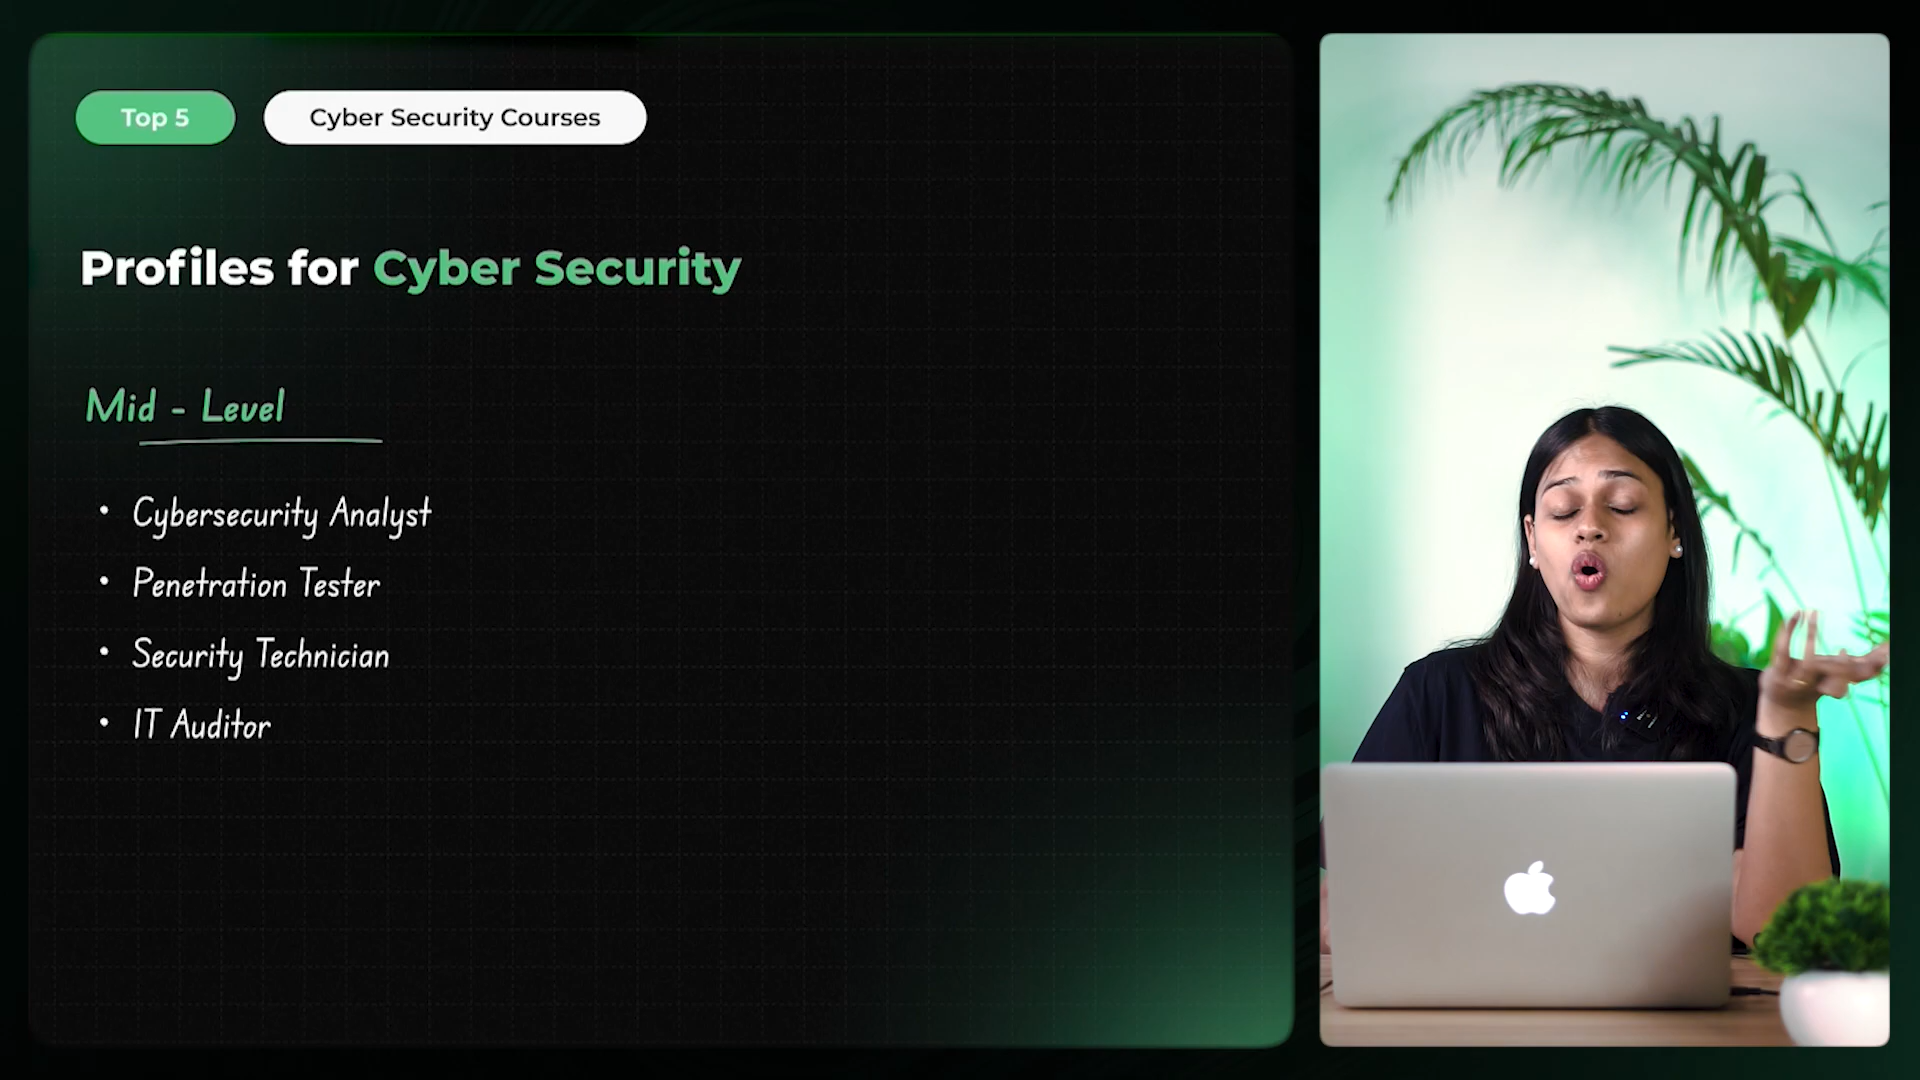 Top 5
Cyber Security Courses
Profiles for Cyber Security
Mid - Level
• Cybersecurity Analyst
• Penetration Tester
• Security Technician
• IT Auditor